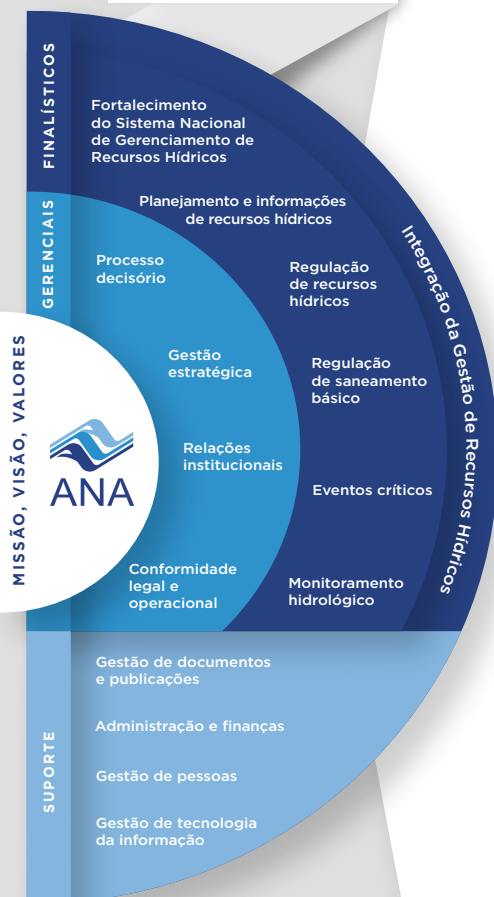 FINALÍSTICOS
Fortalecimento
do Sistema Nacional
de Gerenciamento de
Recursos Hídricos
Planejamento e informações
de recursos hídricos
Regulação
de recursos
hídricos
Regulação
de saneamento
básico
Eventos críticos
Monitoramento
hidrológico
Integração da Gestão de Recursos Hídricos
GERENCIAIS
Processo
decisório
Gestão
estratégica
Relações
institucionais
Conformidade
legal e
operacional
MISSÃO, VISÃO, VALORES
ANA
SUPORTE
Gestão de documentos
e publicações
Administração e finanças
Gestão de pessoas
Gestão de tecnologia
da informação